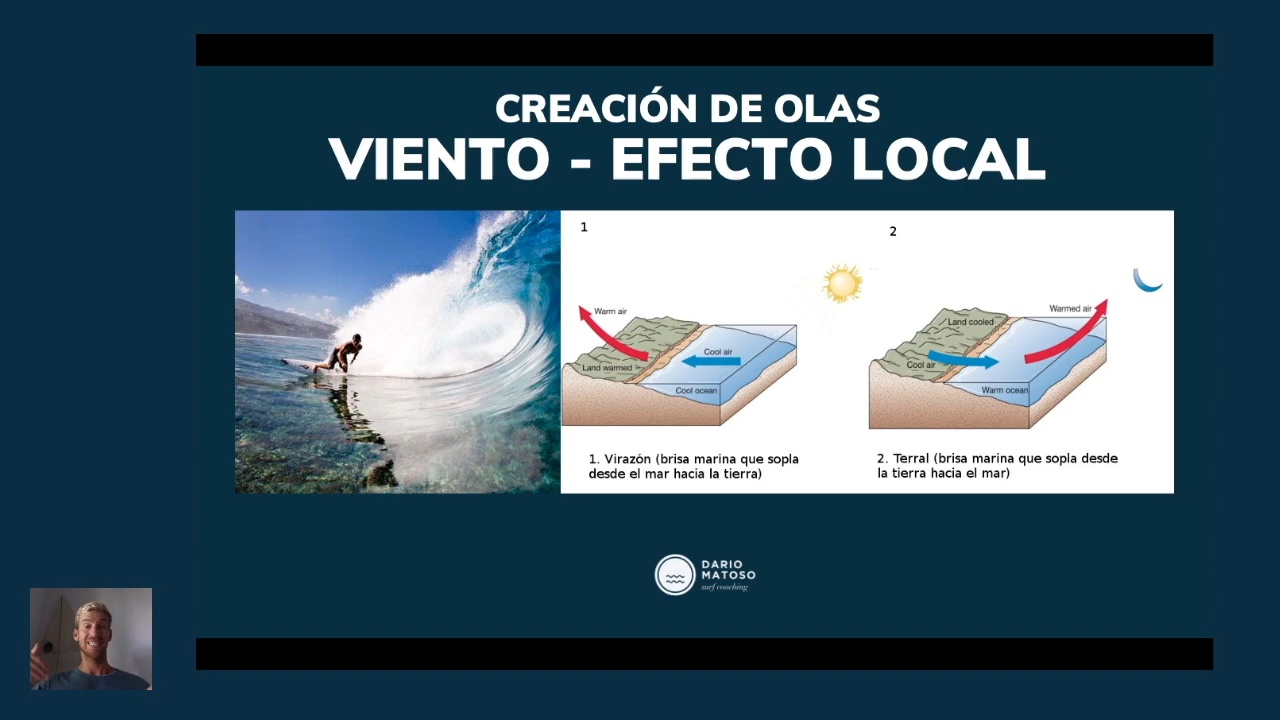 CREACIÓN DE OLAS
VIENTO - EFECTO LOCAL
1
2
Warm air
Cool air
Land warmed
Cool ocean
Warmed air
Land cooled
Cool air
Warm ocean
1. Virazón (brisa marina que sopla
desde el mar hacia la tierra)
2. Terral (brisa marina que sopla desde
la tierra hacia el mar)
DARIO
MATOSO
surf coaching